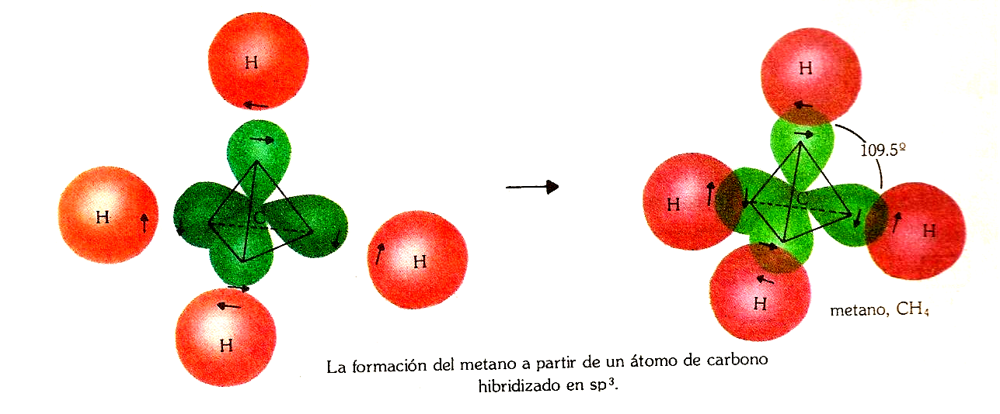 H
H
H
C
H
H
109.5º
H
H
C
H
metano, CH₄
La formación del metano a partir de un átomo de carbono
hibridizado en sp³.